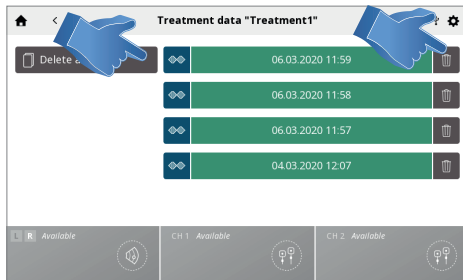 Treatment data "Treatment1"
Delete
06.03.2020 11:59
06.03.2020 11:58
06.03.2020 11:57
04.03.2020 12:07
L R Available
CH 1 Available
CH 2 Available